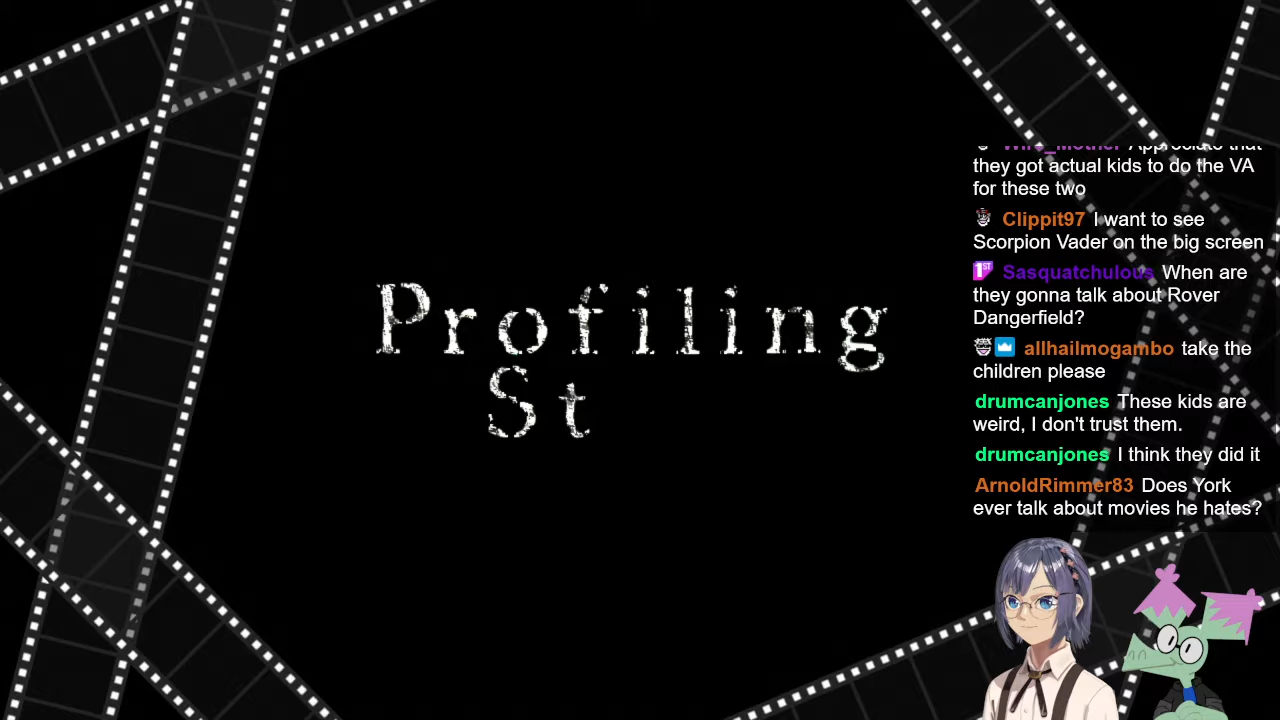 Profiling
St
they got actual kids to do the VA
for these two
Clippit97 I want to see
Scorpion Vader on the big screen
1ST Sasquatchulous When are
they gonna talk about Rover
Dangerfield?
allhailmogambo take the
children please
drumcanjones These kids are
weird, I don't trust them.
drumcanjones I think they did it
ArnoldRimmer83 Does York
ever talk about movies he hates?